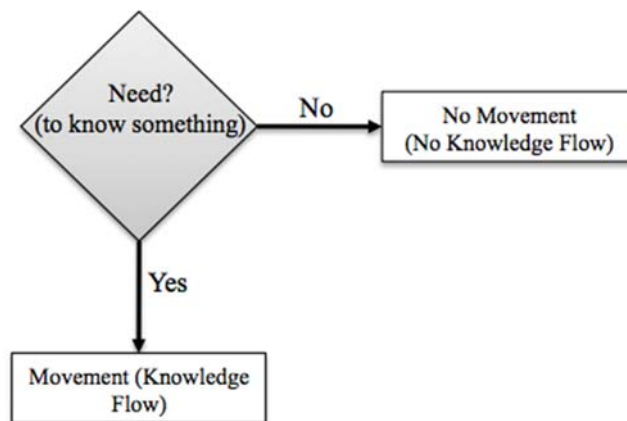 Need?
(to know something)
No
No Movement
(No Knowledge Flow)
Yes
Movement (Knowledge
Flow)